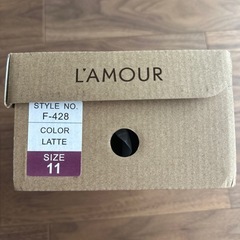 L'AMOUR
STYLE NO.
F-428
COLOR
LATTE
SIZE
11